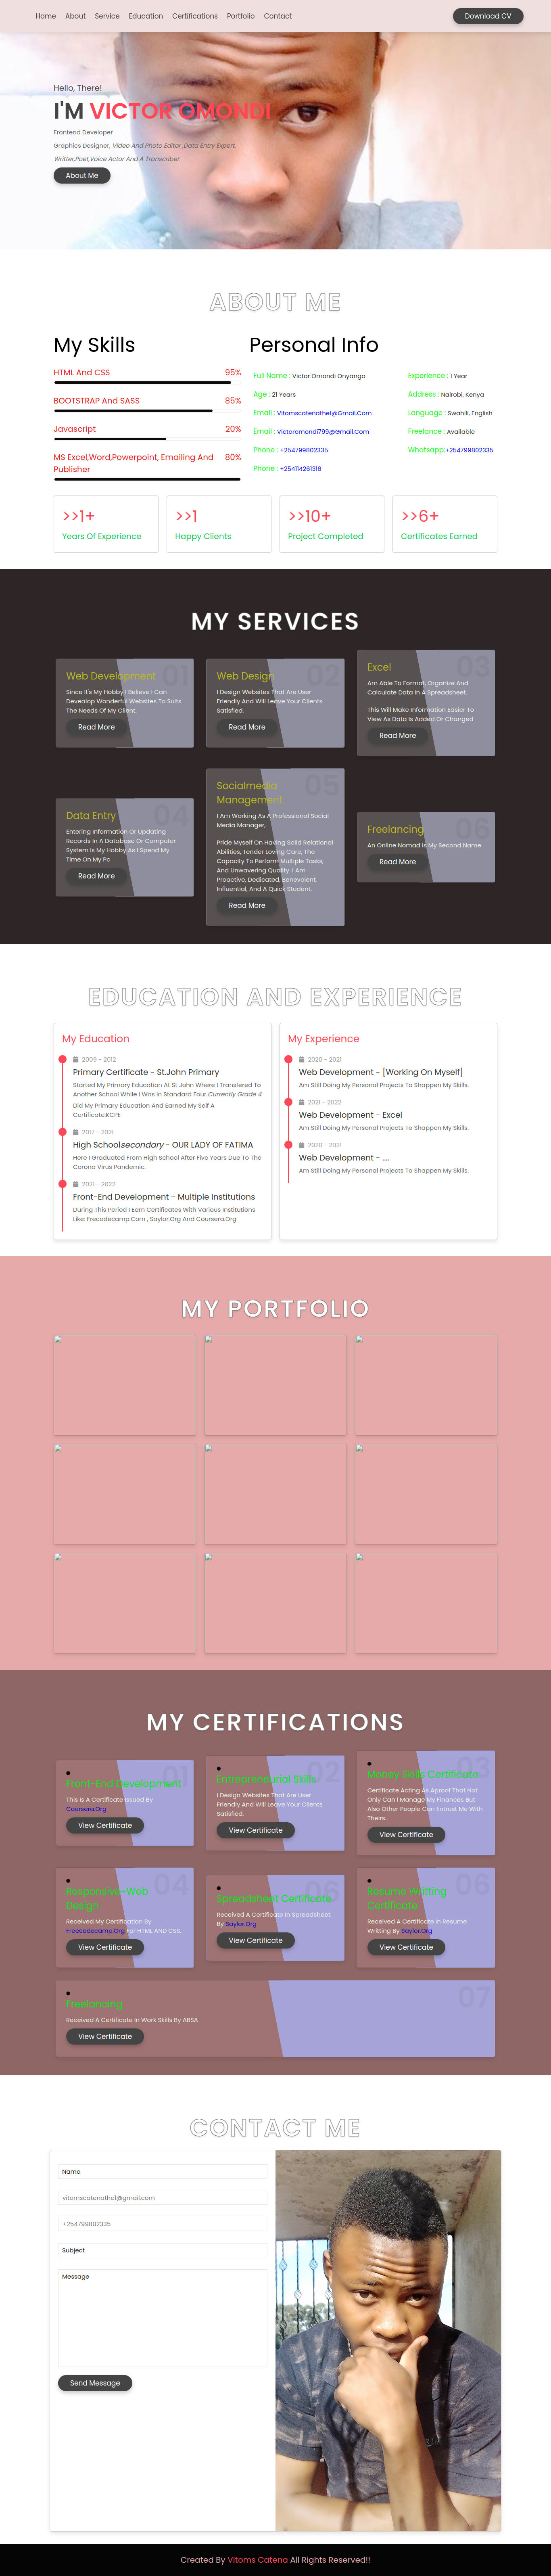 Home About Service Education Certifications Portfolio Contact Download CV
Hello, There!
I'M VICTOR OMONDI
Frontend Developer
Graphics Designer, Video And Photo Editor ,Data Entry Expert,
Writter,Poet,Voice Actor And A Transcriber.
About Me
ABOUT ME
My Skills
HTML And CSS 95%
BOOTSTRAP And SASS 85%
Javascript 20%
MS Excel,Word,Powerpoint, Emailing And 80%
Publisher
Personal Info
Full Name : Victor Omondi Onyango
Age : 21 Years
Email : Vitomscatenathe1@Gmail.Com
Email : Victoromondi799@Gmail.Com
Phone : +254799802335
Phone : +254114261316
Experience : 1 Year
Address : Nairobi, Kenya
Language : Swahili, English
Freelance : Available
Whatsapp:+254799802335
>>1+
Years Of Experience
>>1
Happy Clients
>>10+
Project Completed
>>6+
Certificates Earned
MY SERVICES
01
Web Development
Since It's My Hobby I Believe I Can
Devealop Wonderful Websites To Suits
The Needs Of My Client.
Read More
02
Web Design
I Design Websites That Are User
Friendly And Will Leave Your Clients
Satisfied.
Read More
03
Excel
Am Able To Format, Organize And
Calculate Data In A Spreadsheet.
This Will Make Information Easier To
View As Data Is Added Or Changed
Read More
04
Data Entry
Entering Information Or Updating
Records In A Database Or Computer
System Is My Hobby As I Spend My
Time On My Pc
Read More
05
Socialmedia
Management
I Am Working As A Professional Social
Media Manager,
Pride Myself On Having Solid Relational
Abilities, Tender Loving Care, The
Capacity To Perform Multiple Tasks,
And Unwavering Quality. I Am
Proactive, Dedicated, Benevolent,
Influential, And A Quick Student.
Read More
06
Freelancing
An Online Nomad Is My Second Name
Read More
EDUCATION AND EXPERIENCE
My Education
2009 - 2012
Primary Certificate - St.John Primary
Started My Primary Education At St John Where I Transfered To
Another School While I Was In Standard Four.Currently Grade 4
Did My Primary Education And Earned My Self A
Certificate.KCPE
2017 - 2021
High Schoolsecondary - OUR LADY OF FATIMA
Here I Graduated From High School After Five Years Due To The
Corona Virus Pandemic.
2021 - 2022
Front-End Development - Multiple Institutions
During This Period I Earn Certificates With Various Institutions
Like: Frecodecamp.Com , Saylor.Org And Coursera.Org
My Experience
2020 - 2021
Web Development - [Working On Myself]
Am Still Doing My Personal Projects To Shappen My Skills.
2021 - 2022
Web Development - Excel
Am Still Doing My Personal Projects To Shappen My Skills.
2020 - 2021
Web Development - ....
Am Still Doing My Personal Projects To Shappen My Skills.
MY PORTFOLIO
MY CERTIFICATIONS
01
Front-End Development
This Is A Certificate Issued By
Coursera.Org
View Certificate
02
Entrepreneurial Skills
I Design Websites That Are User
Friendly And Will Leave Your Clients
Satisfied.
View Certificate
Manny Skills Certificate
Certificate Acting As Aproof That Not
Only Can I Manage My Finances But
Also Other People Can Entrust Me With
Theirs..
View Certificate
04
Responsive Web
Design
Received My Certification By
Freecodecamp.Org For HTML AND CSS.
View Certificate
Spreadsheet Certificate
Received A Certificate In Spreadsheet
By Saylor.Org
View Certificate
06
Resume Writting
Certificate
Received A Certificate In Resume
Writting By Saylor.Org
View Certificate
07
Freelancing
Received A Certificate In Work Skills By ABSA
View Certificate
CONTACT ME
Name
vitomscatenathe1@gmail.com
+254799802335
Subject
Message
Send Message
Created By Vitoms Catena All Rights Reserved!!